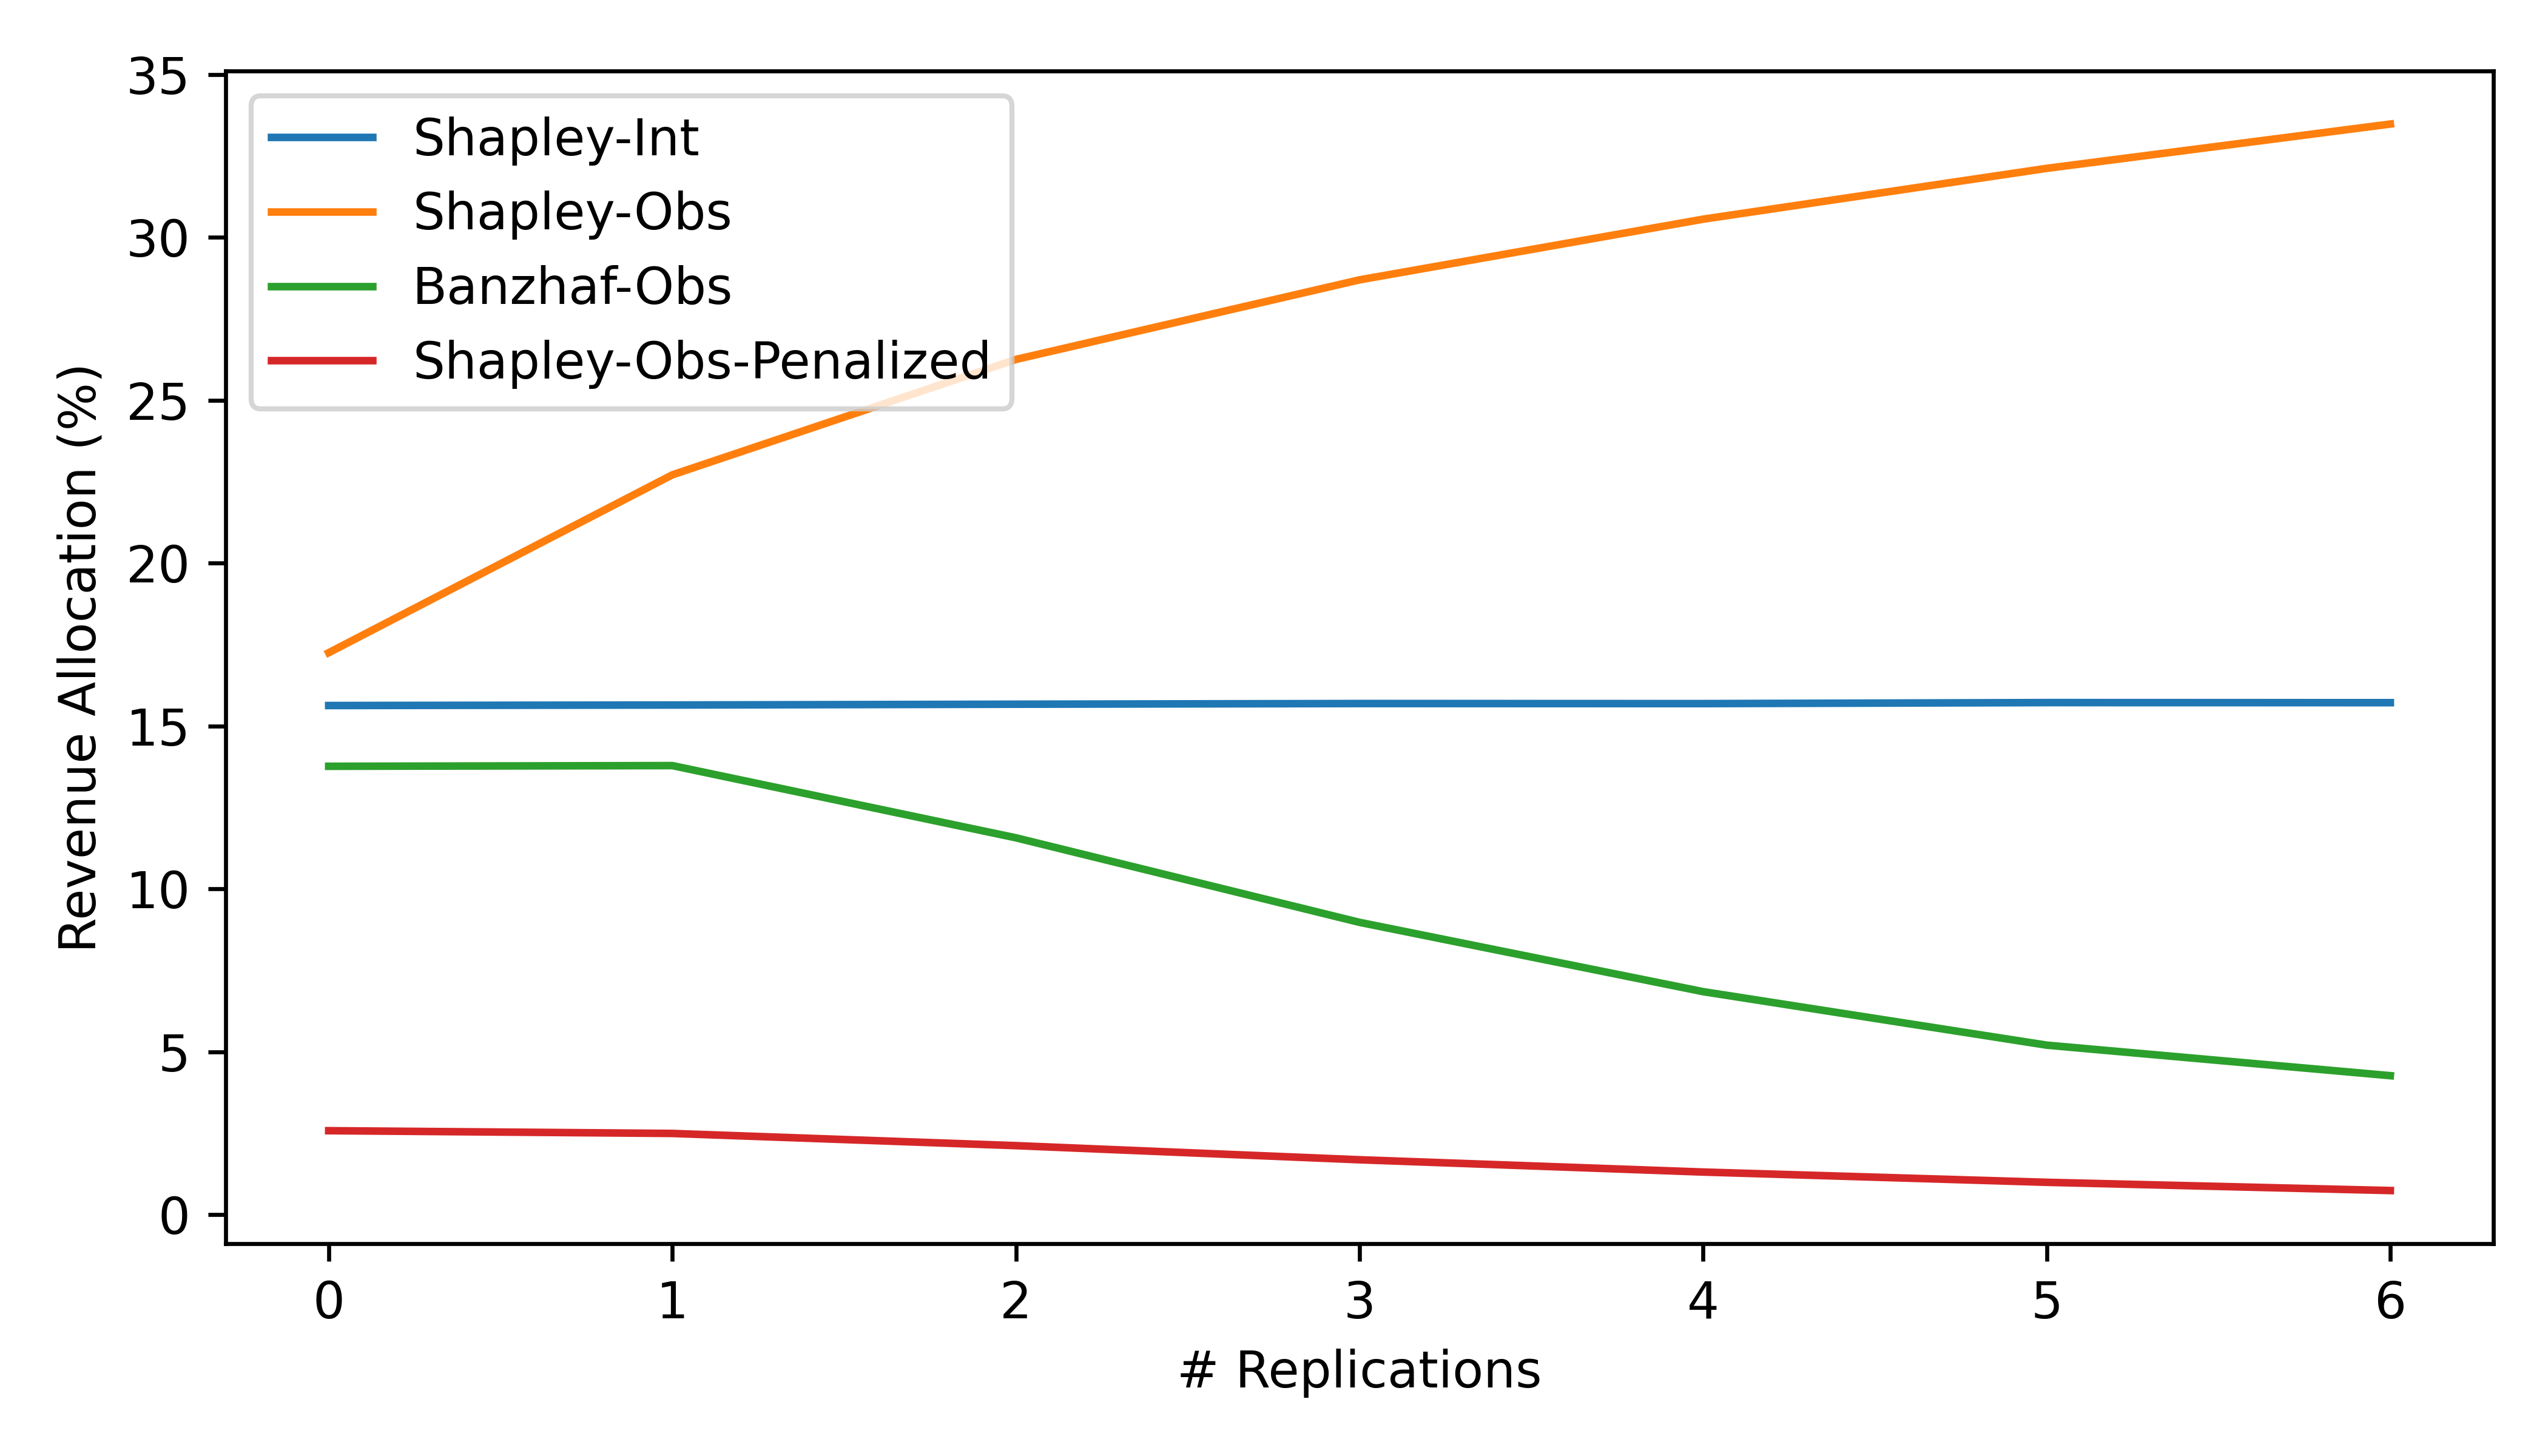 35
30
25
20
15
10
5
0
Revenue Allocation (%)
Shapley-Int
Shapley-Obs
Banzhaf-Obs
Shapley-Obs-Penalized
0 1 2 3 4 5 6
# Replications